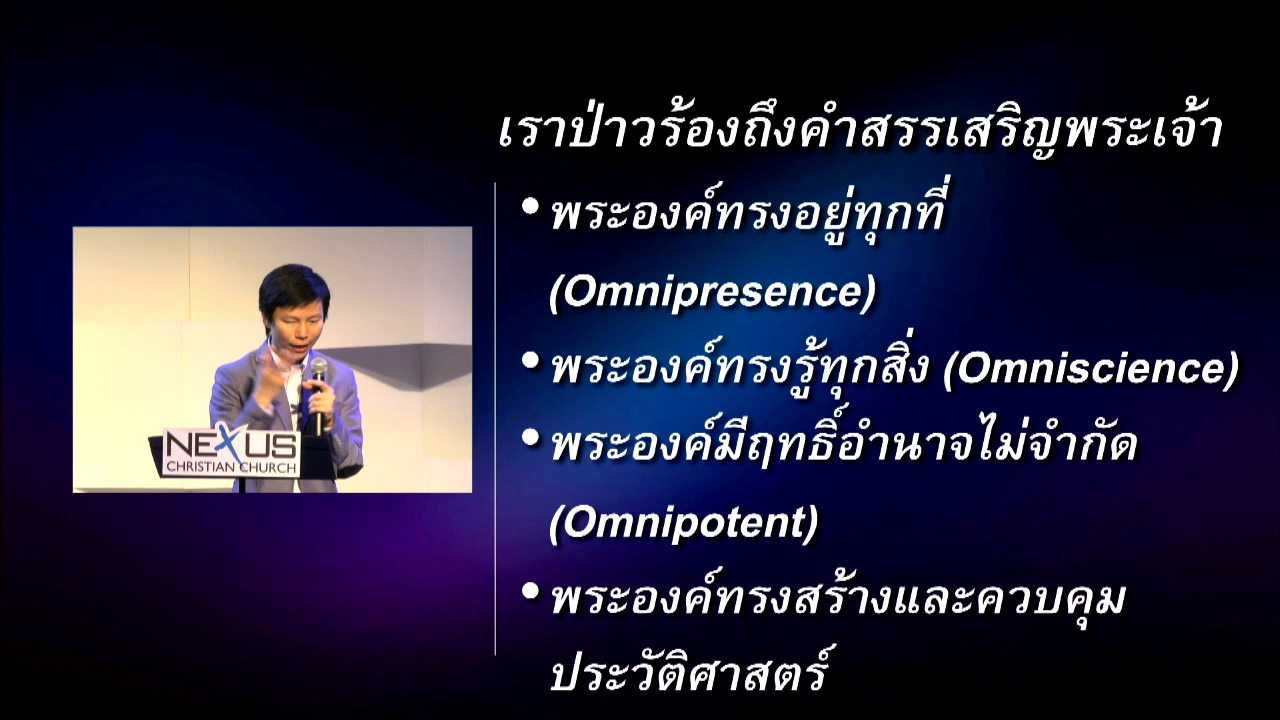 เราป่าวร้องถึงคำสรรเสริญพระเจ้า
• พระองค์ทรงอยู่ทุกที่
(Omnipresence)
• พระองค์ทรงรู้ทุกสิ่ง (Omniscience)
• พระองค์มีฤทธิ์อำนาจไม่จำกัด
(Omnipotent)
• พระองค์ทรงสร้างและควบคุม
ประวัติศาสตร์
NEXUS
CHRISTIAN CHURCH